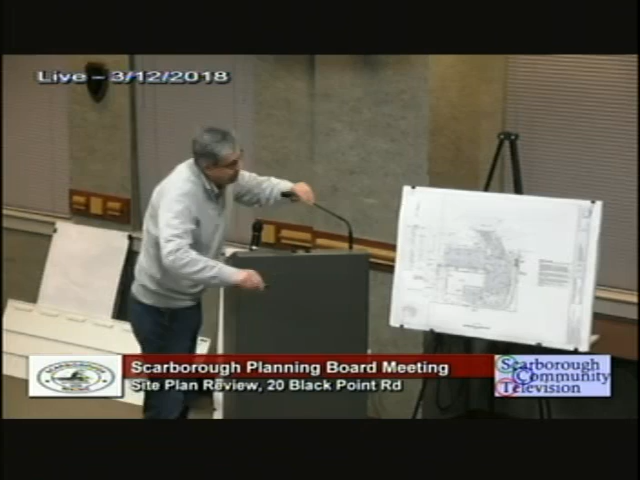 Live - 3/12/2018
Scarborough Planning Board Meeting
Site Plan Review, 20 Black Point Rd
Scarborough
Community
Television